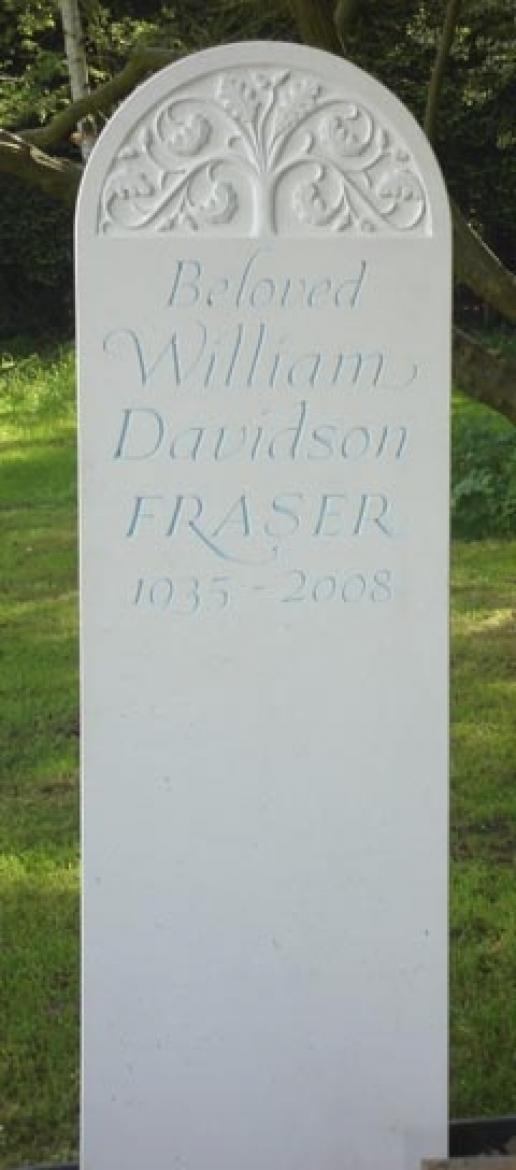 Beloved
William
Davidson
FRASER
1935 - 2008